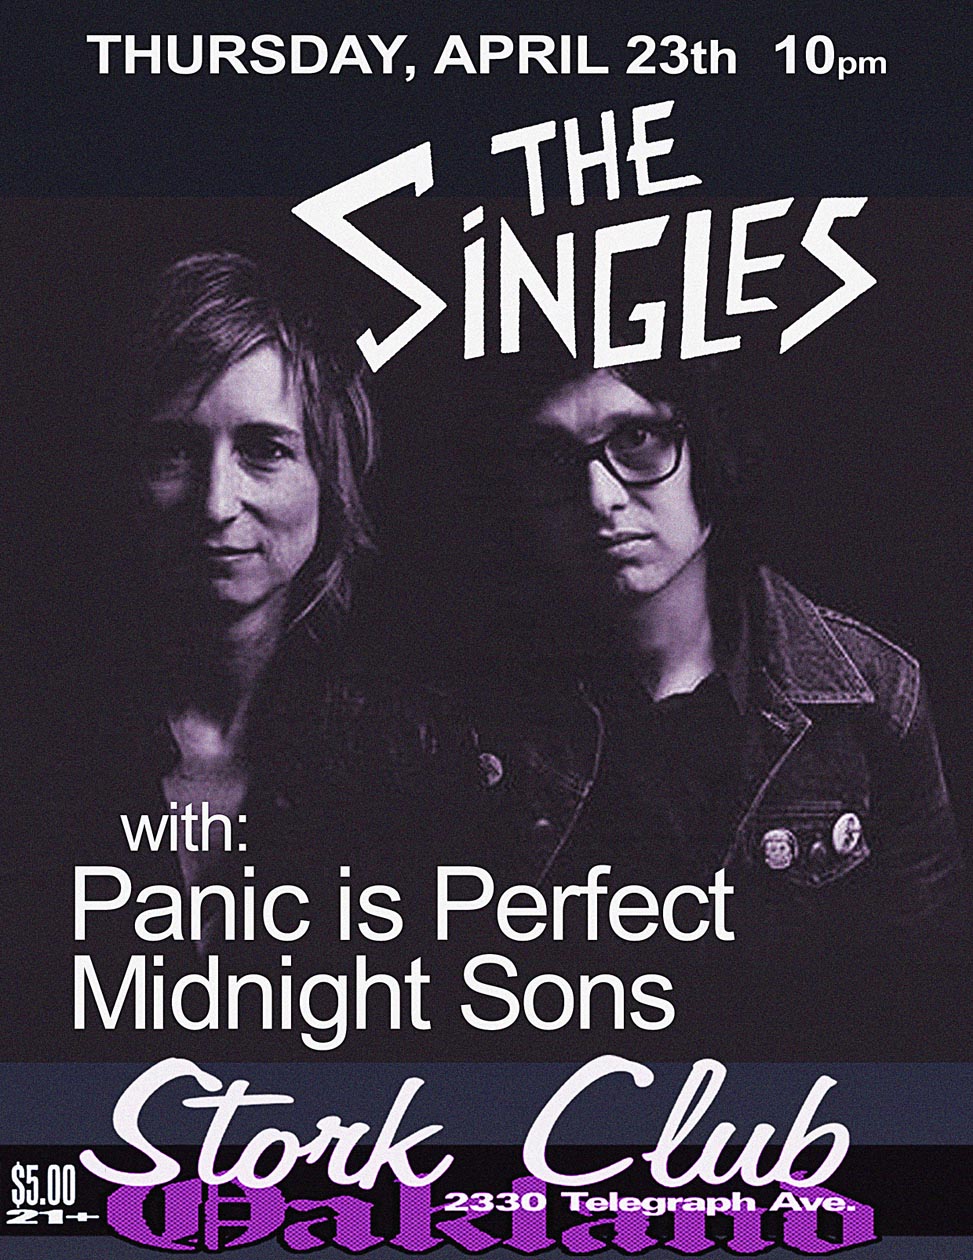 THURSDAY, APRIL 23th 10pm
THE
SiNGLES
with:
Panic is Perfect
Midnight Sons
Stork Club
$5.00
2330 Telegraph Ave.
21+
Oakland